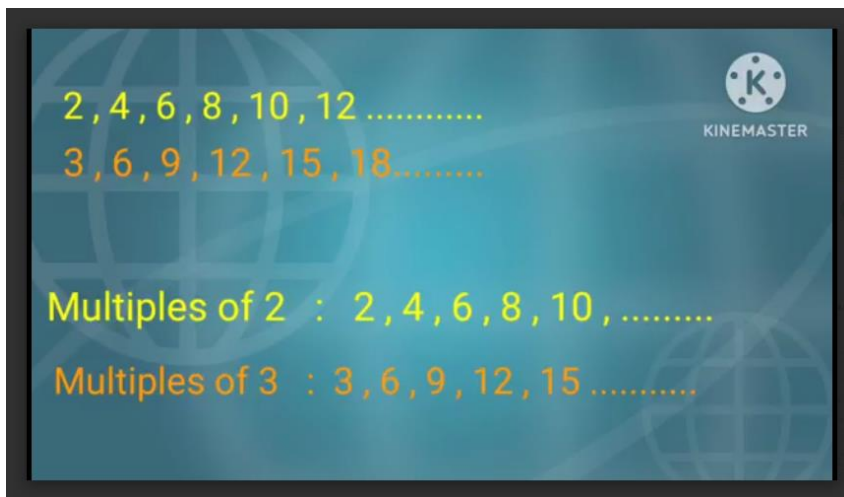 2 , 4 , 6 , 8 , 10 , 12 ............
3 , 6 , 9 , 12 , 15 , 18.........
KINEMASTER
Multiples of 2 : 2 , 4 , 6 , 8 , 10 , .........
Multiples of 3 : 3 , 6 , 9 , 12 , 15 ...........